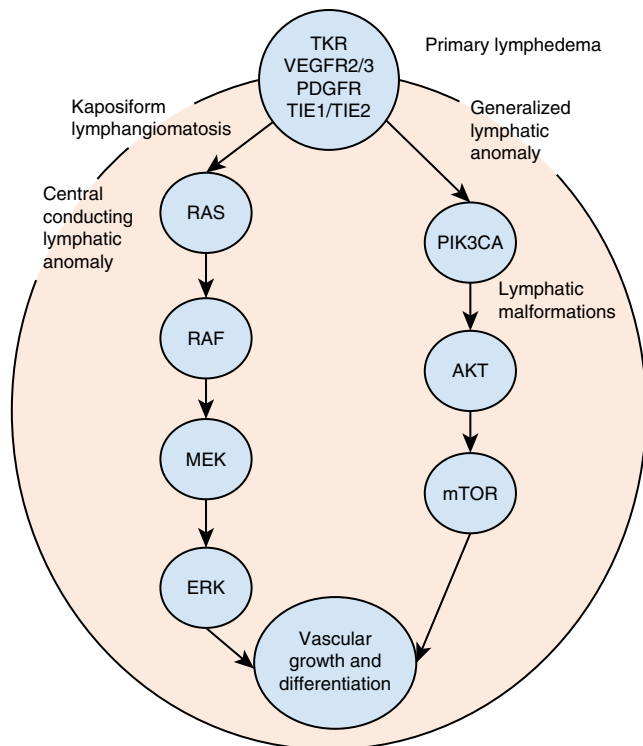 TKR
VEGFR2/3
PDGFR
TIE1/TIE2
Primary lymphedema
Kaposiform
lymphangiomatosis
Generalized
lymphatic
anomaly
Central
conducting
lymphatic
anomaly
RAS
PIK3CA
Lymphatic
malformations
RAF
AKT
MEK
mTOR
ERK
Vascular
growth and
differentiation